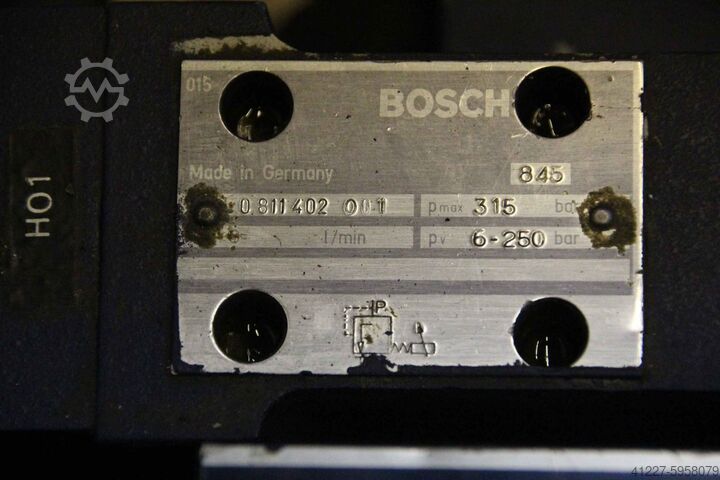 015
BOSCH
Made in Germany
845
0 811 402 001
pmax 315 bar
l/min
pv 6-250 bar
P
H01
41227-5958079